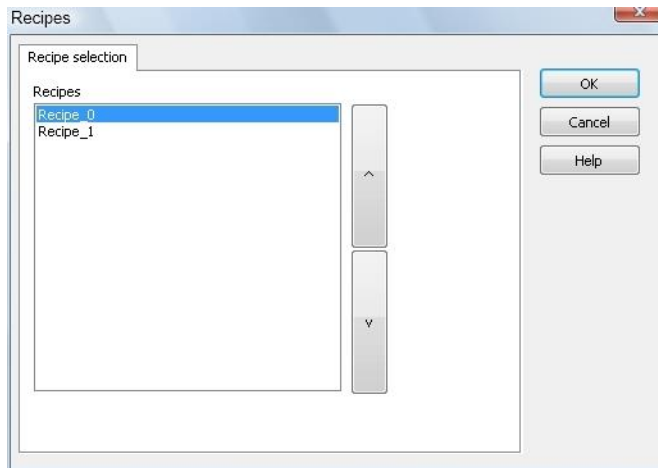 Recipes
Recipe selection
Recipes
Recipe_0
Recipe_1
^
v
OK
Cancel
Help